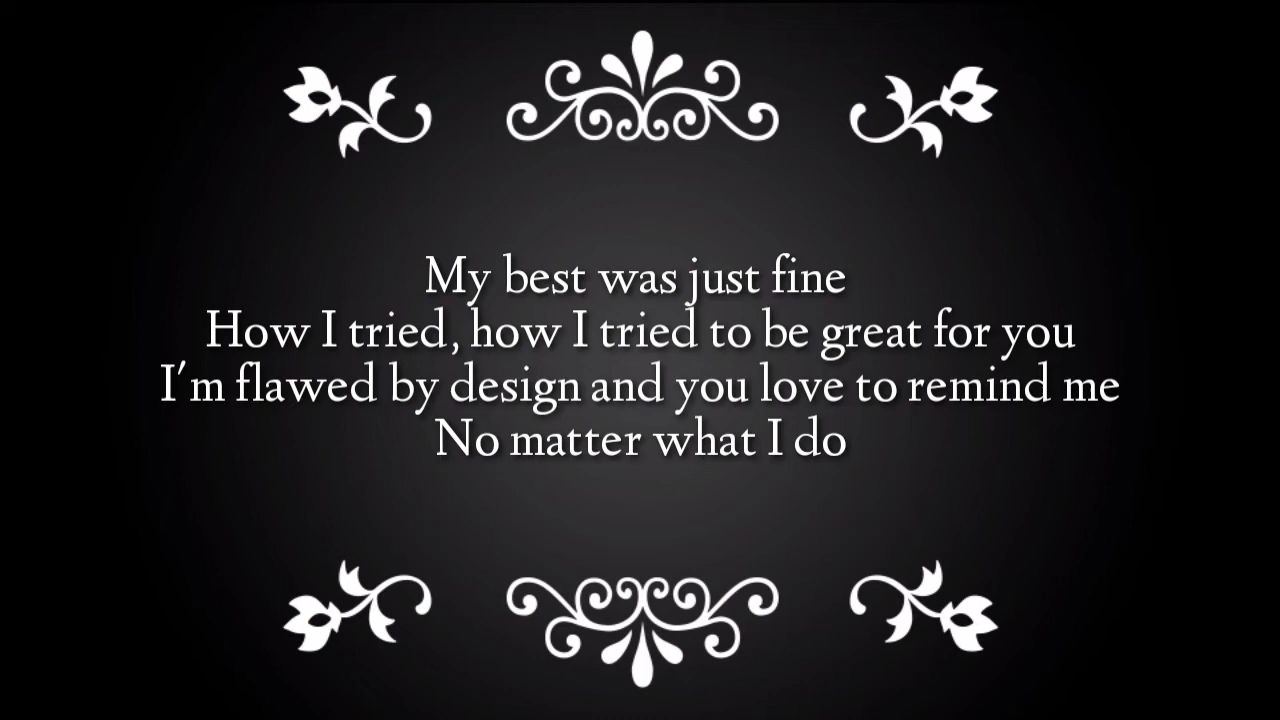 My best was just fine
How I tried, how I tried to be great for you
I'm flawed by design and you love to remind me
No matter what I do